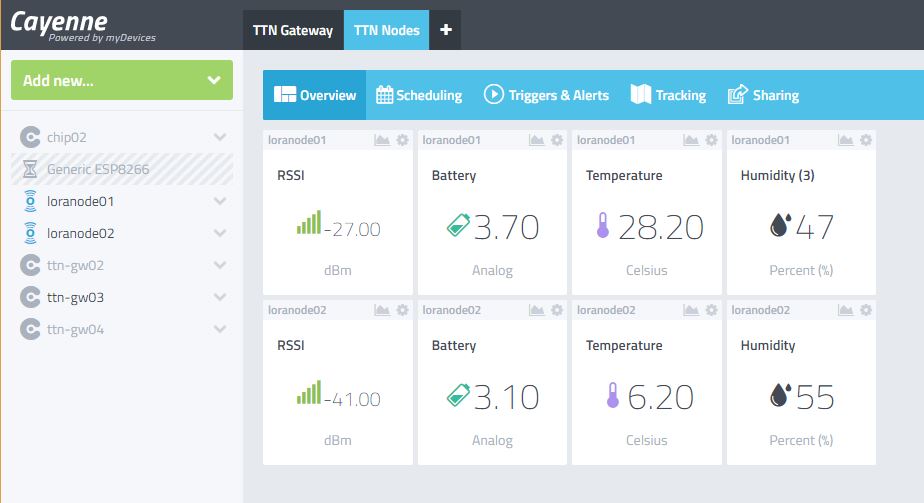 Cayenne
Powered by myDevices
TTN Gateway TTN Nodes +
Add new...
Overview Scheduling Triggers & Alerts Tracking Sharing
chip02
Generic ESP8266
loranode01
loranode02
ttn-gw02
ttn-gw03
ttn-gw04
loranode01 loranode01 loranode01 loranode01
RSSI Battery Temperature Humidity (3)
-27.00 3.70 28.20 47
dBm Analog Celsius Percent (%)
loranode02 loranode02 loranode02 loranode02
RSSI Battery Temperature Humidity
-41.00 3.10 6.20 55
dBm Analog Celsius Percent (%)